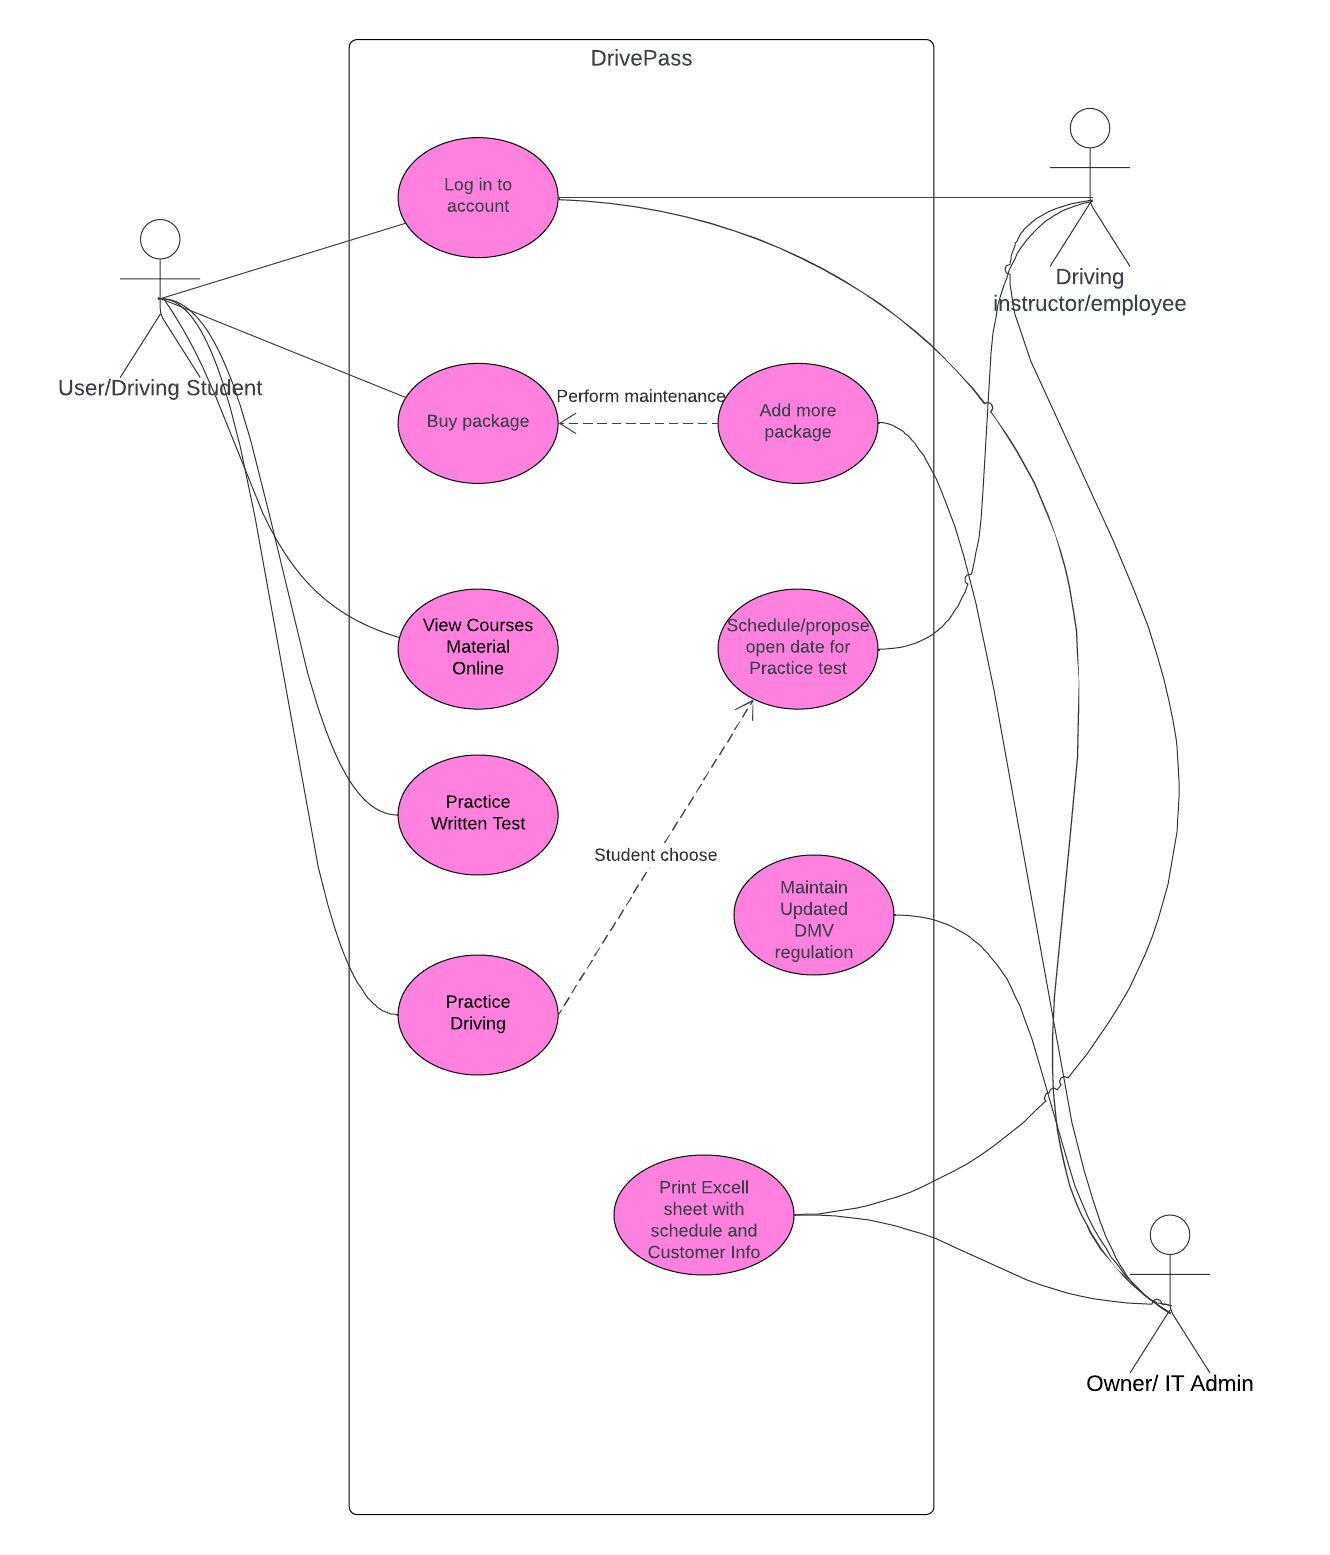 DrivePass
Log in to
account
Driving
instructor/employee
User/Driving Student
Buy package
Perform maintenance
Add more
package
View Courses
Material
Online
Schedule/propose
open date for
Practice test
Practice
Written Test
Student choose
Maintain
Updated
DMV
regulation
Practice
Driving
Print Excell
sheet with
schedule and
Customer Info
Owner/ IT Admin